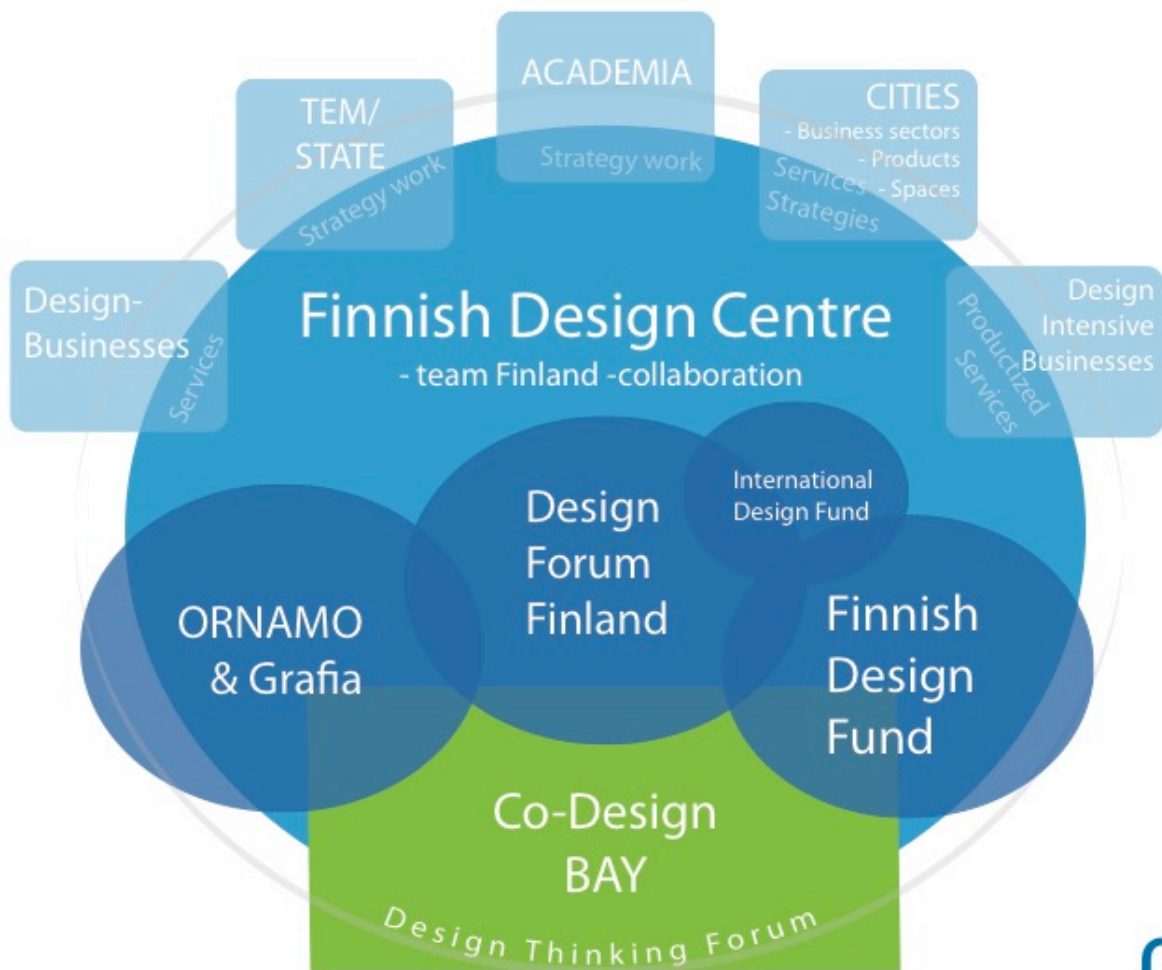 ACADEMIA
Strategy work
TEM/
STATE
Strategy work
CITIES
- Business sectors
- Products
- Spaces
Services
Strategies
Design-
Businesses
Services
Design
Intensive
Businesses
Productized
Services
Finnish Design Centre
- team Finland -collaboration
International
Design Fund
Design
Forum
Finland
ORNAMO
& Grafia
Finnish
Design
Fund
Co-Design
BAY
Design Thinking Forum